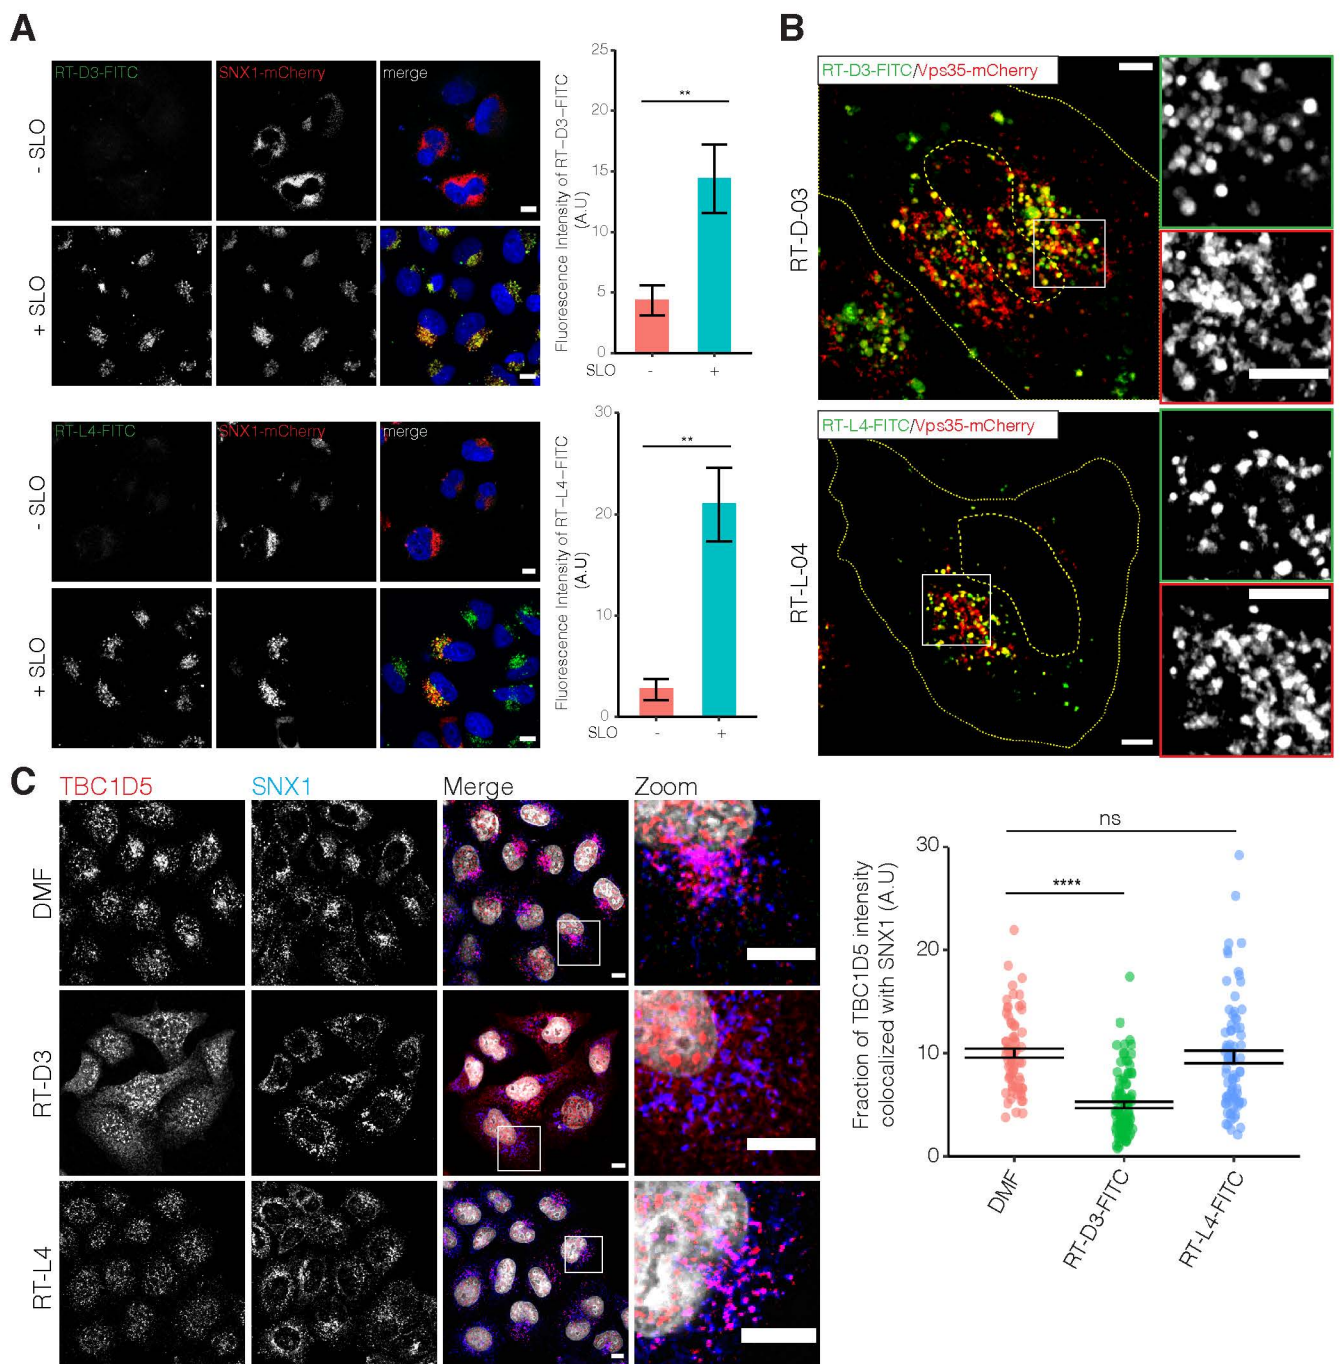 A
RT-D3-FITC
SNX1-mCherry
merge
- SLO
+ SLO
Fluorescence Intensity of RT–D3–FITC
(A.U)
25
20
15
10
5
0
**
SLO
-
+
RT-L4-FITC
SNX1-mCherry
merge
- SLO
+ SLO
Fluorescence Intensity of RT–L4–FITC
(A.U)
30
20
10
0
**
SLO
-
+
B
RT-D3-FITC/Vps35-mCherry
RT-D-03
RT-L4-FITC/Vps35-mCherry
RT-L-04
C
TBC1D5
SNX1
Merge
Zoom
DMF
RT-D3
RT-L4
Fraction of TBC1D5 intensity
colocalized with SNX1 (A.U)
30
20
10
0
ns
****
DMF
RT-D3-FITC
RT-L4-FITC